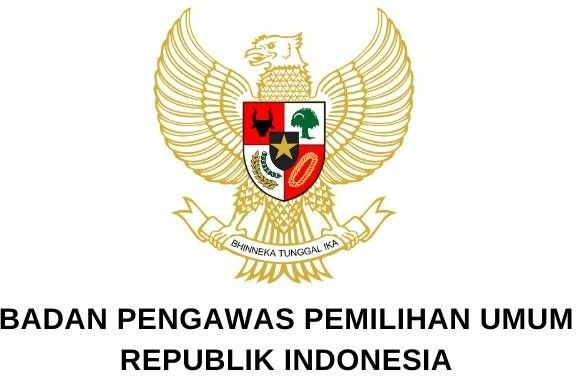 BHINNEKA TUNGGAL IKA
BADAN PENGAWAS PEMILIHAN UMUM
REPUBLIK INDONESIA